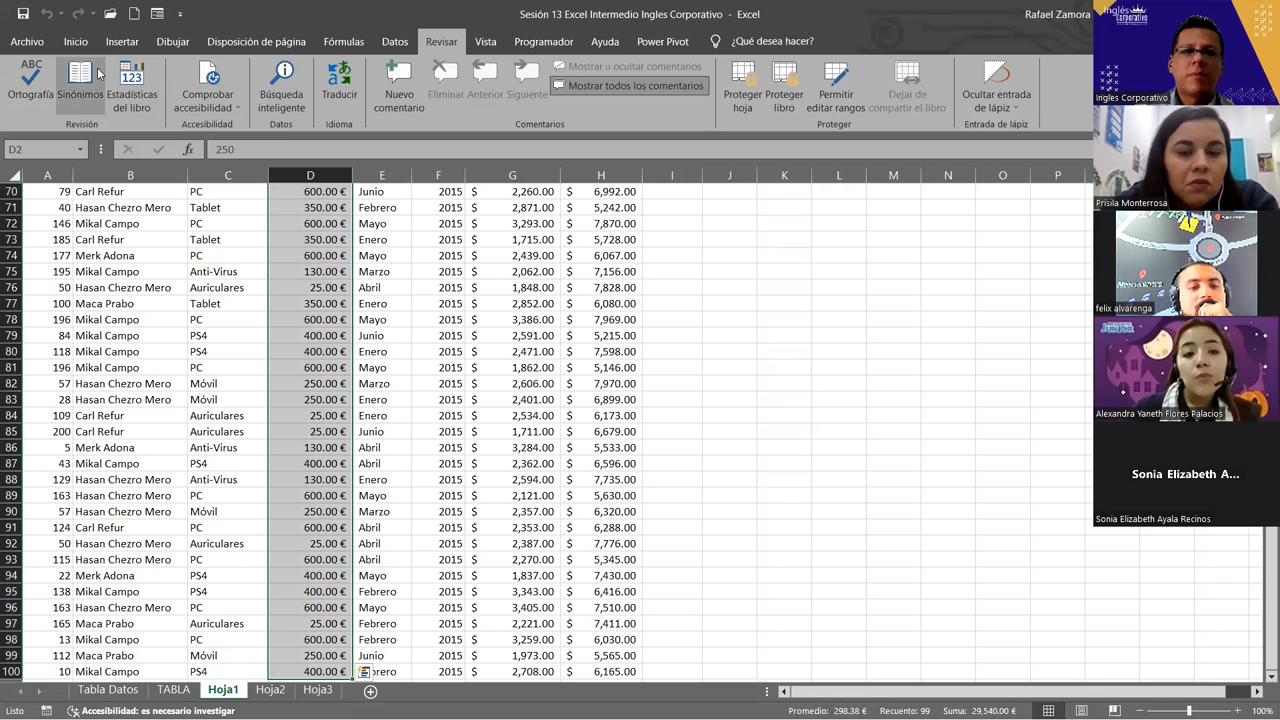 Sesión 13 Excel Intermedio Ingles Corporativo - Excel
Rafael Zamora
Archivo Inicio Insertar Dibujar Disposición de página Fórmulas Datos Revisar Vista Programador Ayuda Power Pivot ¿Qué desea hacer?
ABC Ortografía
Sinónimos
123 Estadísticas del libro
Comprobar accesibilidad
Búsqueda inteligente
Traducir
Nuevo comentario
Eliminar Anterior Siguiente
Mostrar u ocultar comentario
Mostrar todos los comentarios
Proteger hoja
Proteger libro
Permitir editar rangos
Dejar de compartir el libro
Ocultar entrada de lápiz
Revisión Accesibilidad Datos Idioma Comentarios Proteger Entrada de lápiz
D2 fx 250
A B C D E F G H I J K L M N O P
70 79 Carl Refur PC 600.00 € Junio 2015 $ 2,260.00 $ 6,992.00
71 40 Hasan Chezro Mero Tablet 350.00 € Febrero 2015 $ 2,871.00 $ 5,242.00
72 146 Mikal Campo PC 600.00 € Mayo 2015 $ 3,293.00 $ 7,870.00
73 185 Carl Refur Tablet 350.00 € Enero 2015 $ 1,715.00 $ 5,728.00
74 177 Merk Adona PC 600.00 € Mayo 2015 $ 2,439.00 $ 6,067.00
75 195 Mikal Campo Anti-Virus 130.00 € Marzo 2015 $ 2,062.00 $ 7,156.00
76 50 Hasan Chezro Mero Auriculares 25.00 € Abril 2015 $ 1,848.00 $ 7,828.00
77 100 Maca Prabo Tablet 350.00 € Enero 2015 $ 2,852.00 $ 6,080.00
78 196 Mikal Campo PC 600.00 € Mayo 2015 $ 3,386.00 $ 7,969.00
79 84 Mikal Campo PS4 400.00 € Junio 2015 $ 2,591.00 $ 5,215.00
80 118 Mikal Campo PS4 400.00 € Enero 2015 $ 2,471.00 $ 7,598.00
81 196 Mikal Campo PC 600.00 € Mayo 2015 $ 1,862.00 $ 5,146.00
82 57 Hasan Chezro Mero Móvil 250.00 € Marzo 2015 $ 2,606.00 $ 7,970.00
83 28 Hasan Chezro Mero Móvil 250.00 € Enero 2015 $ 2,401.00 $ 6,899.00
84 109 Carl Refur Auriculares 25.00 € Enero 2015 $ 2,534.00 $ 6,173.00
85 200 Carl Refur Auriculares 25.00 € Junio 2015 $ 1,711.00 $ 6,679.00
86 5 Merk Adona Anti-Virus 130.00 € Abril 2015 $ 3,284.00 $ 5,533.00
87 43 Mikal Campo PS4 400.00 € Abril 2015 $ 2,362.00 $ 6,596.00
88 129 Hasan Chezro Mero Anti-Virus 130.00 € Enero 2015 $ 2,594.00 $ 7,735.00
89 163 Hasan Chezro Mero PC 600.00 € Mayo 2015 $ 2,121.00 $ 5,630.00
90 57 Hasan Chezro Mero Móvil 250.00 € Marzo 2015 $ 2,357.00 $ 6,320.00
91 124 Carl Refur PC 600.00 € Abril 2015 $ 2,353.00 $ 6,288.00
92 50 Hasan Chezro Mero Auriculares 25.00 € Abril 2015 $ 2,387.00 $ 7,776.00
93 115 Hasan Chezro Mero PC 600.00 € Abril 2015 $ 2,270.00 $ 5,345.00
94 22 Merk Adona PS4 400.00 € Mayo 2015 $ 1,837.00 $ 7,430.00
95 138 Mikal Campo PS4 400.00 € Febrero 2015 $ 3,343.00 $ 6,416.00
96 163 Hasan Chezro Mero PC 600.00 € Mayo 2015 $ 3,405.00 $ 7,510.00
97 165 Maca Prabo Auriculares 25.00 € Febrero 2015 $ 2,221.00 $ 7,411.00
98 13 Mikal Campo PC 600.00 € Febrero 2015 $ 3,259.00 $ 6,030.00
99 112 Maca Prabo Móvil 250.00 € Junio 2015 $ 1,973.00 $ 5,565.00
100 10 Mikal Campo PS4 400.00 € brero 2015 $ 2,708.00 $ 6,165.00
Tabla Datos TABLA Hoja1 Hoja2 Hoja3
Listo Accesibilidad: es necesario investigar Promedio: 298.38 € Recuento: 99 Suma: 29,540.00 € 100%
Inglés Corporativo
Ingles Corporativo
Prisila Monterrosa
felix alvarenga
Alexandra Yaneth Flores Palacios
Sonia Elizabeth A...
Sonia Elizabeth Ayala Recinos